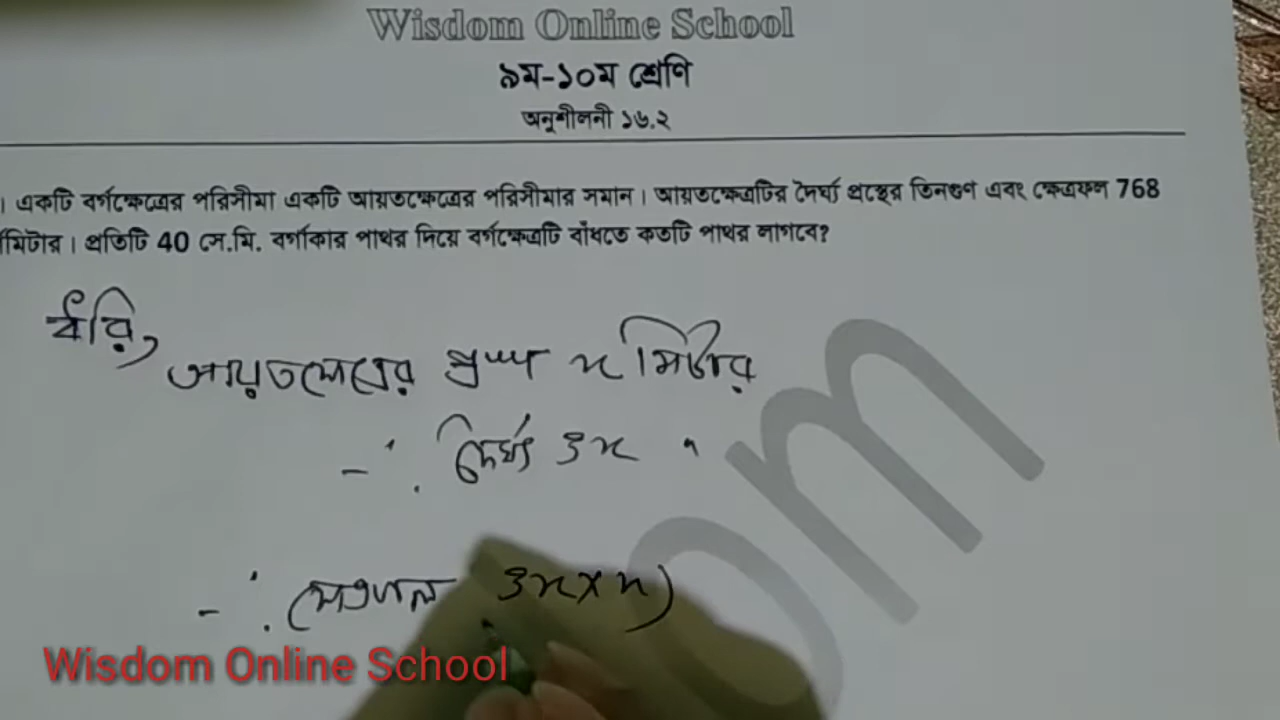 Wisdom Online School
৯ম-১০ম শ্রেণি
অনুশীলনী ১৬.২
। একটি বর্গক্ষেত্রের পরিসীমা একটি আয়তক্ষেত্রের পরিসীমার সমান। আয়তক্ষেত্রটির দৈর্ঘ্য প্রস্থের তিনগুণ এবং ক্ষেত্রফল 768
মিটার। প্রতিটি 40 সে.মি. বর্গাকার পাথর দিয়ে বর্গক্ষেত্রটি বাঁধতে কতটি পাথর লাগবে?
ধরি,
আয়তক্ষেত্রের প্রস্থ x মিটার
∴ দৈর্ঘ্য 3x "
∴ ক্ষেত্রফল 3x × x)
om
Wisdom Online School